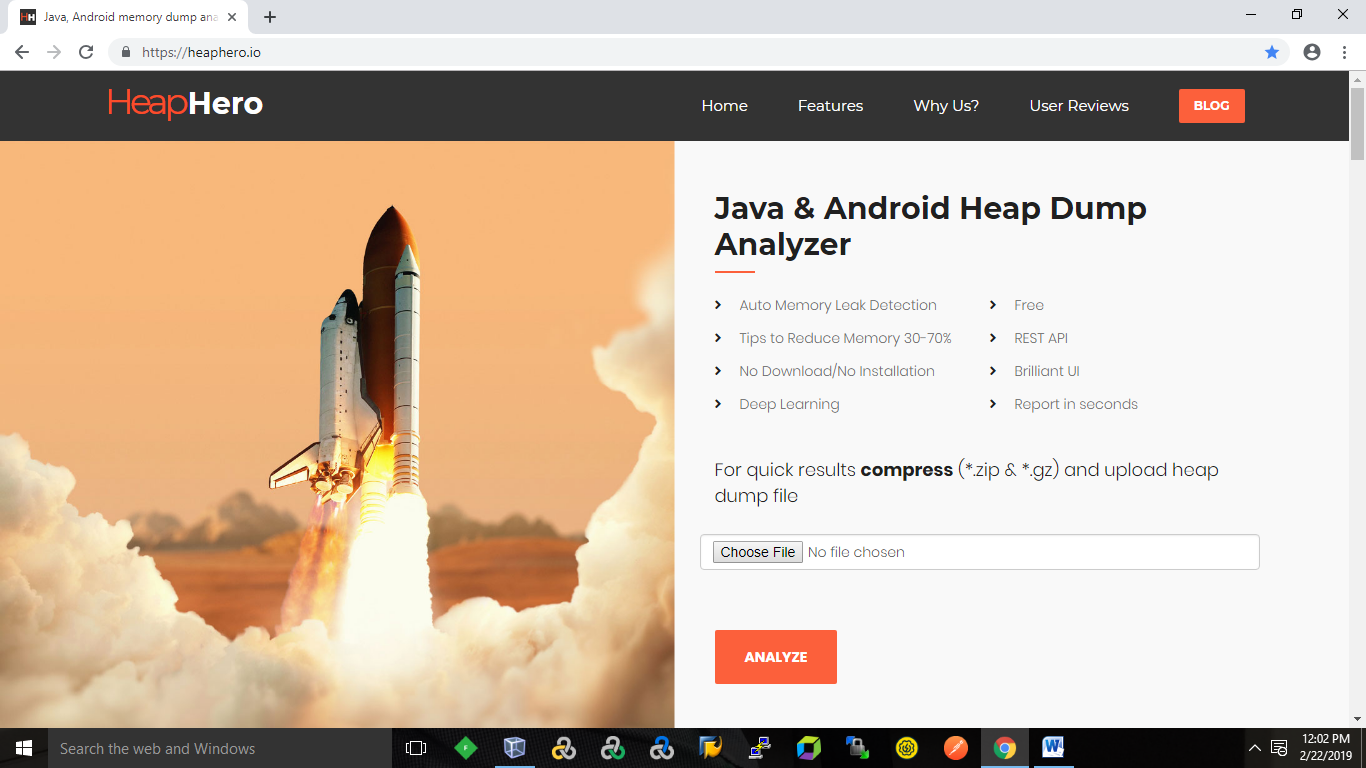 HH Java, Android memory dump ana
https://heaphero.io
HeapHero
Home Features Why Us? User Reviews BLOG
Java & Android Heap Dump
Analyzer
Auto Memory Leak Detection
Tips to Reduce Memory 30-70%
No Download/No Installation
Deep Learning
Free
REST API
Brilliant UI
Report in seconds
For quick results compress (*.zip & *.gz) and upload heap
dump file
Choose File No file chosen
ANALYZE
Search the web and Windows
12:02 PM
2/22/2019